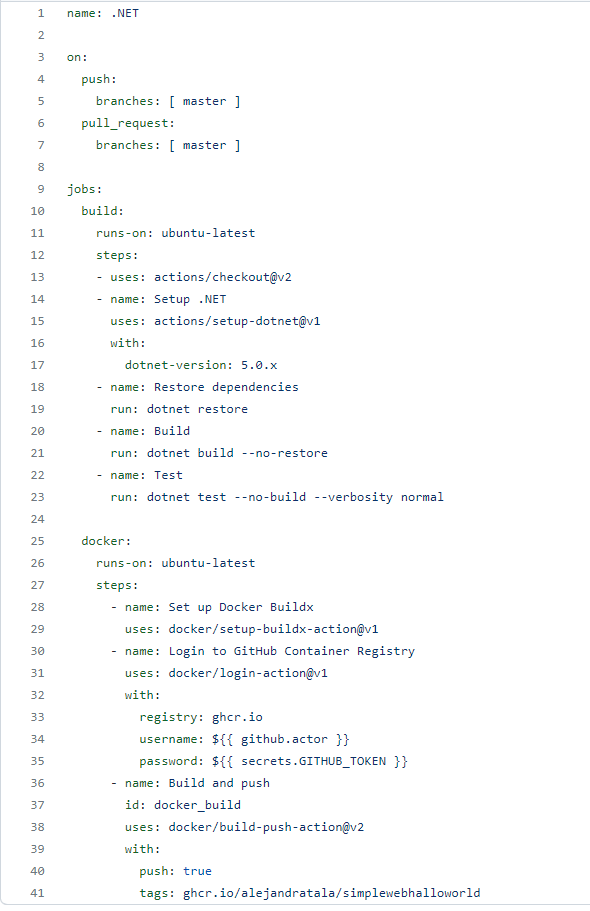 1 name: .NET
2
3 on:
4   push:
5     branches: [ master ]
6   pull_request:
7     branches: [ master ]
8
9 jobs:
10   build:
11     runs-on: ubuntu-latest
12     steps:
13     - uses: actions/checkout@v2
14     - name: Setup .NET
15       uses: actions/setup-dotnet@v1
16       with:
17         dotnet-version: 5.0.x
18     - name: Restore dependencies
19       run: dotnet restore
20     - name: Build
21       run: dotnet build --no-restore
22     - name: Test
23       run: dotnet test --no-build --verbosity normal
24
25   docker:
26     runs-on: ubuntu-latest
27     steps:
28       - name: Set up Docker Buildx
29         uses: docker/setup-buildx-action@v1
30       - name: Login to GitHub Container Registry
31         uses: docker/login-action@v1
32         with:
33           registry: ghcr.io
34           username: ${{ github.actor }}
35           password: ${{ secrets.GITHUB_TOKEN }}
36       - name: Build and push
37         id: docker_build
38         uses: docker/build-push-action@v2
39         with:
40           push: true
41           tags: ghcr.io/alejandratala/simplewebhalloworld